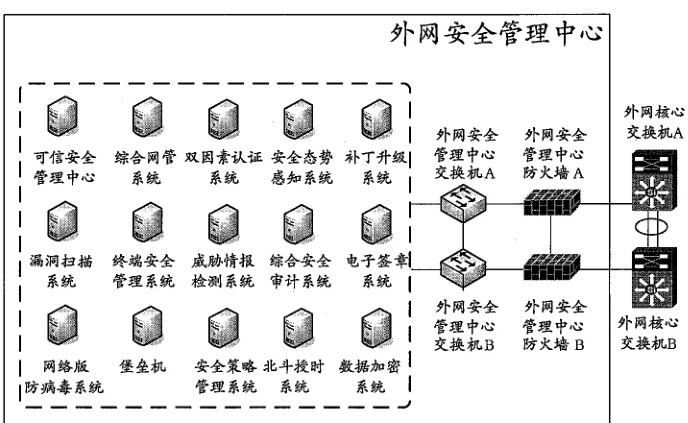 外网安全管理中心
可信安全
管理中心
综合网管
系统
双因素认证
系统
安全态势
感知系统
补丁升级
系统
漏洞扫描
系统
终端安全
管理系统
威胁情报
检测系统
综合安全
审计系统
电子签章
系统
网络版
防病毒系统
堡垒机
安全策略
管理系统
北斗授时
系统
数据加密
系统
外网安全
管理中心
交换机A
外网安全
管理中心
防火墙 A
外网核心
交换机A
外网安全
管理中心
交换机B
外网安全
管理中心
防火墙 B
外网核心
交换机B